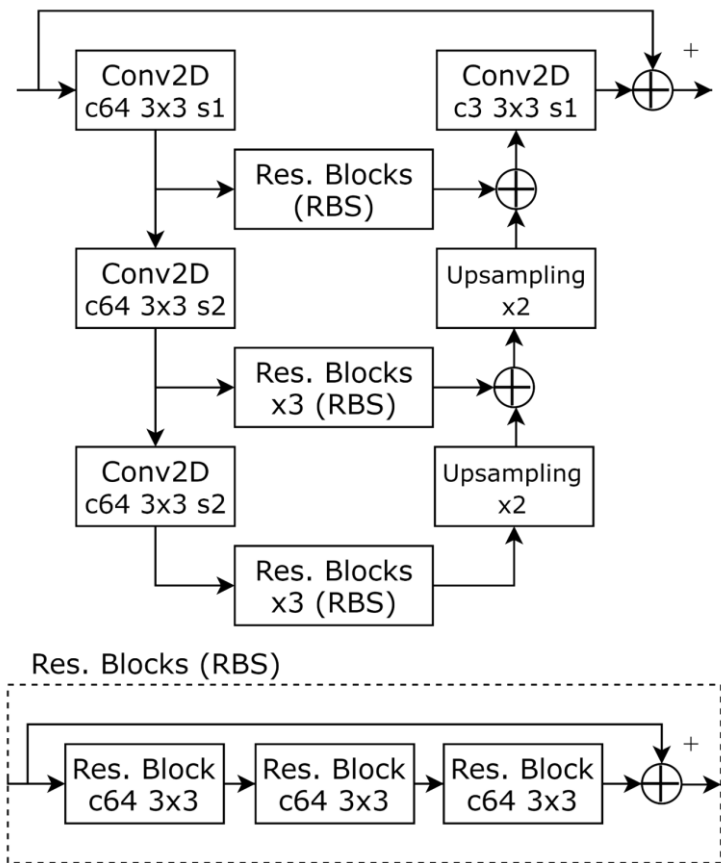 +
Conv2D
c64 3x3 s1
Conv2D
c3 3x3 s1
Res. Blocks
(RBS)
Conv2D
c64 3x3 s2
Upsampling
x2
Res. Blocks
x3 (RBS)
Conv2D
c64 3x3 s2
Upsampling
x2
Res. Blocks
x3 (RBS)
Res. Blocks (RBS)
+
Res. Block
c64 3x3
Res. Block
c64 3x3
Res. Block
c64 3x3